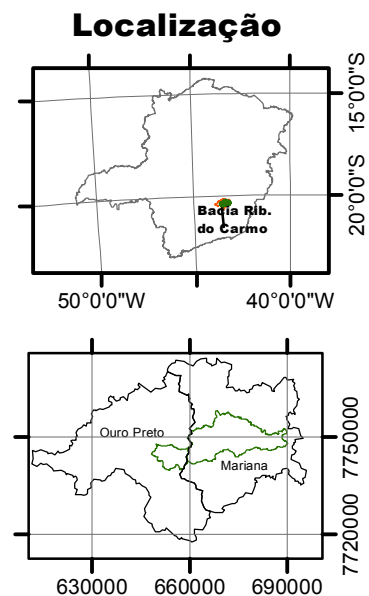 Localização
15°0'0"S
20°0'0"S
Bacia Rib.
do Carmo
50°0'0"W
40°0'0"W
Ouro Preto
Mariana
7750000
7720000
630000
660000
690000